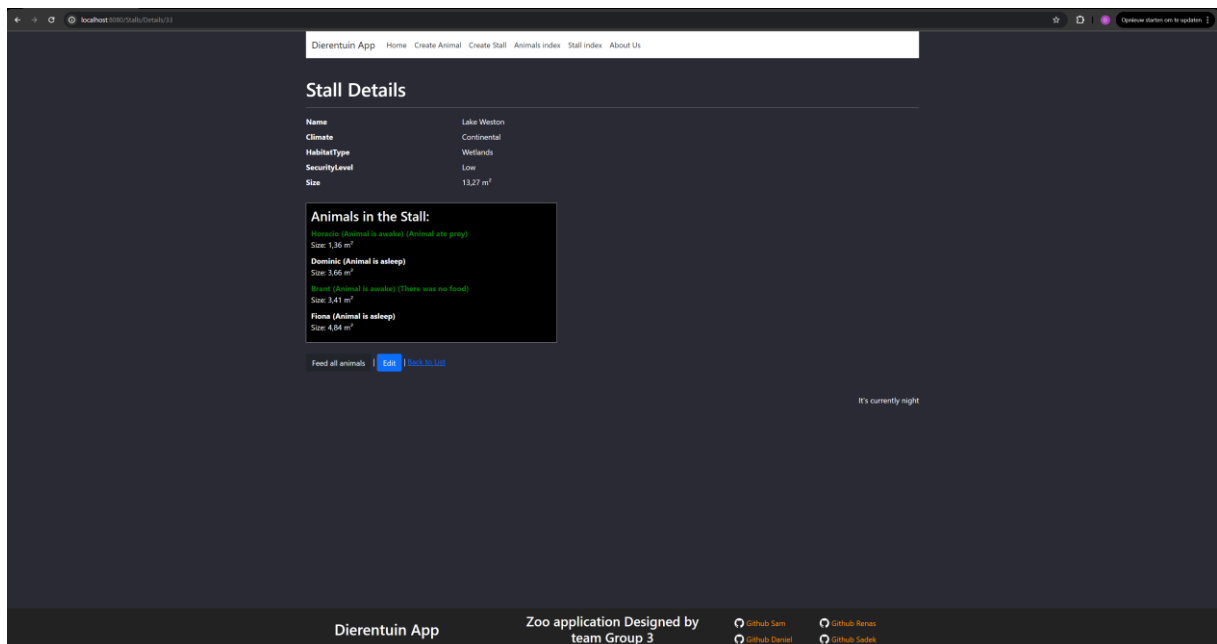 localhost:8080/Stalls/Details/33
Opnieuw starten om te updaten
Dierentuin App Home Create Animal Create Stall Animals index Stall index About Us
Stall Details
Name Lake Weston
Climate Continental
HabitatType Wetlands
SecurityLevel Low
Size 13,27 m²
Animals in the Stall:
Horacio (Animal is awake) (Animal ate prey)
Size: 1,36 m²
Dominic (Animal is asleep)
Size: 3,66 m²
Brant (Animal is awake) (There was no food)
Size: 3,41 m²
Fiona (Animal is asleep)
Size: 4,84 m²
Feed all animals | Edit | Back to List
It's currently night
Dierentuin App
Zoo application Designed by
team Group 3
Github Sam Github Renas
Github Daniel Github Sadek